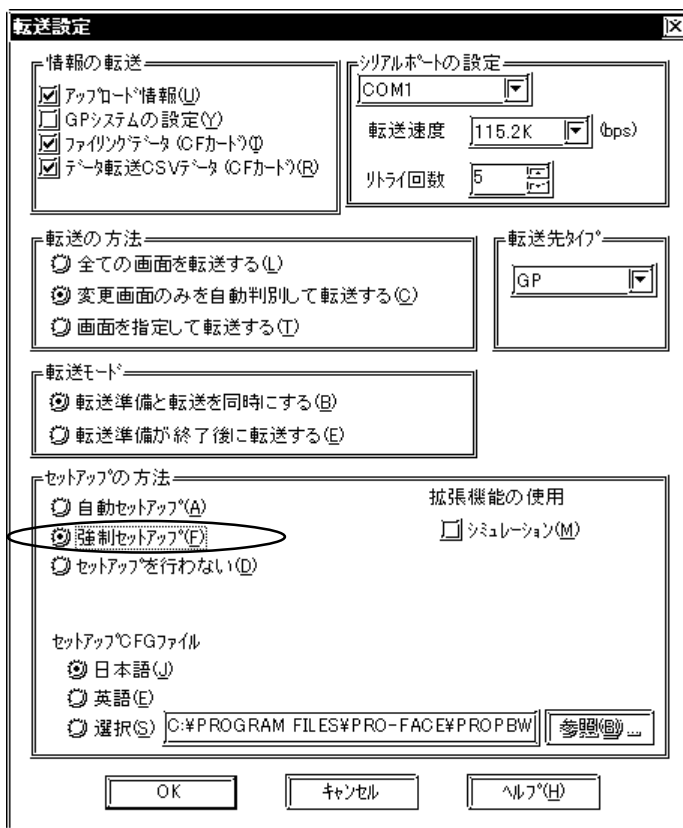 転送設定
情報の転送
アップロード情報(U)
GPシステムの設定(Y)
ファイリングデータ(CFカード)(I)
データ転送CSVデータ(CFカード)(R)
シリアルポートの設定
COM1
転送速度 115.2K (bps)
リトライ回数 5
転送の方法
全ての画面を転送する(L)
変更画面のみを自動判別して転送する(C)
画面を指定して転送する(T)
転送先タイプ
GP
転送モード
転送準備と転送を同時にする(B)
転送準備が終了後に転送する(E)
セットアップの方法
自動セットアップ(A)
強制セットアップ(F)
セットアップを行わない(D)
拡張機能の使用
シミュレーション(M)
セットアップCFGファイル
日本語(J)
英語(E)
選択(S) C:¥PROGRAM FILES¥PRO-FACE¥PROPBW 参照(B)...
OK キャンセル ヘルプ(H)